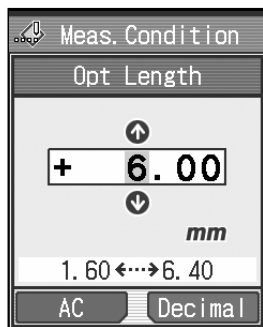 Meas.Condition
Opt Length
+ 6.00
mm
1.60←···→6.40
AC Decimal